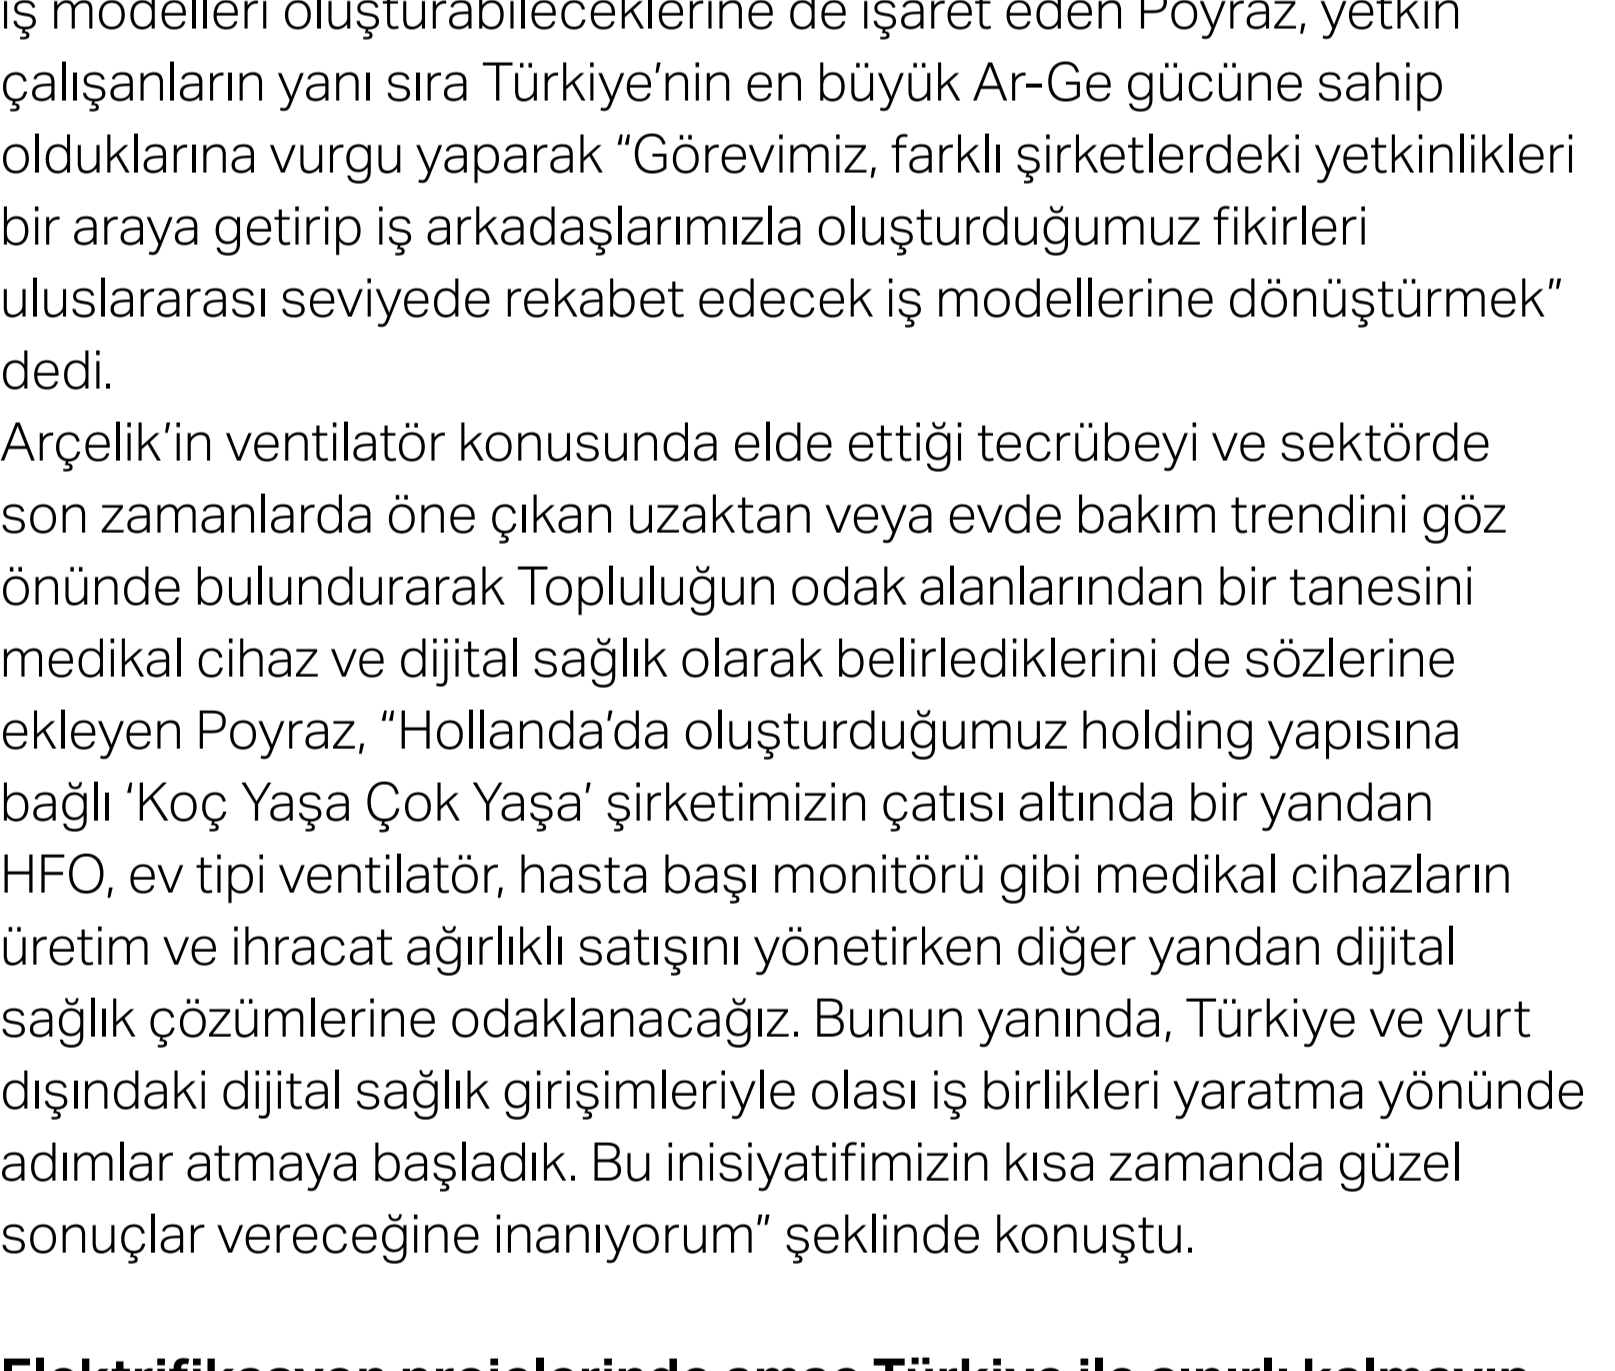 iş modelleri oluşturabileceklerine de işaret eden Poyraz, yetkin
çalışanların yanı sıra Türkiye’nin en büyük Ar-Ge gücüne sahip
olduklarına vurgu yaparak “Görevimiz, farklı şirketlerdeki yetkinlikleri
bir araya getirip iş arkadaşlarımızla oluşturduğumuz fikirleri
uluslararası seviyede rekabet edecek iş modellerine dönüştürmek”
dedi.
Arçelik’in ventilatör konusunda elde ettiği tecrübeyi ve sektörde
son zamanlarda öne çıkan uzaktan veya evde bakım trendini göz
önünde bulundurarak Topluluğun odak alanlarından bir tanesini
medikal cihaz ve dijital sağlık olarak belirlediklerini de sözlerine
ekleyen Poyraz, “Hollanda’da oluşturduğumuz holding yapısına
bağlı ‘Koç Yaşa Çok Yaşa’ şirketimizin çatısı altında bir yandan
HFO, ev tipi ventilatör, hasta başı monitörü gibi medikal cihazların
üretim ve ihracat ağırlıklı satışını yönetirken diğer yandan dijital
sağlık çözümlerine odaklanacağız. Bunun yanında, Türkiye ve yurt
dışındaki dijital sağlık girişimleriyle olası iş birlikleri yaratma yönünde
adımlar atmaya başladık. Bu inisiyatifimizin kısa zamanda güzel
sonuçlar vereceğine inanıyorum” şeklinde konuştu.
Elektrifikasyon projelerinde amaç Türkiye ile sınırlı kalmayıp